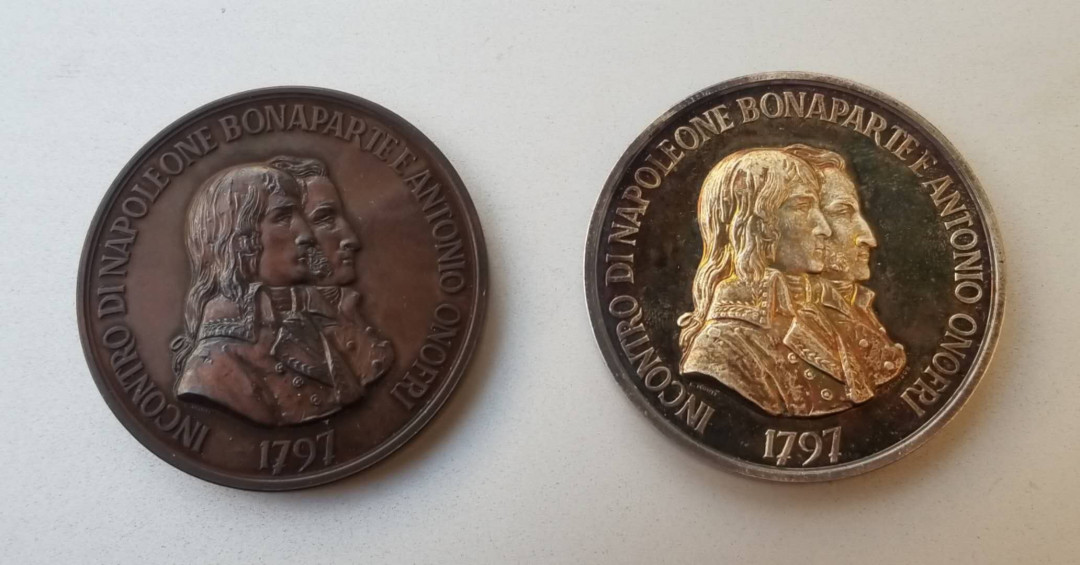 INCONTRO DI NAPOLEONE BONAPARTE E ANTONIO ONOFRI
1797
INCONTRO DI NAPOLEONE BONAPARTE E ANTONIO ONOFRI
1797